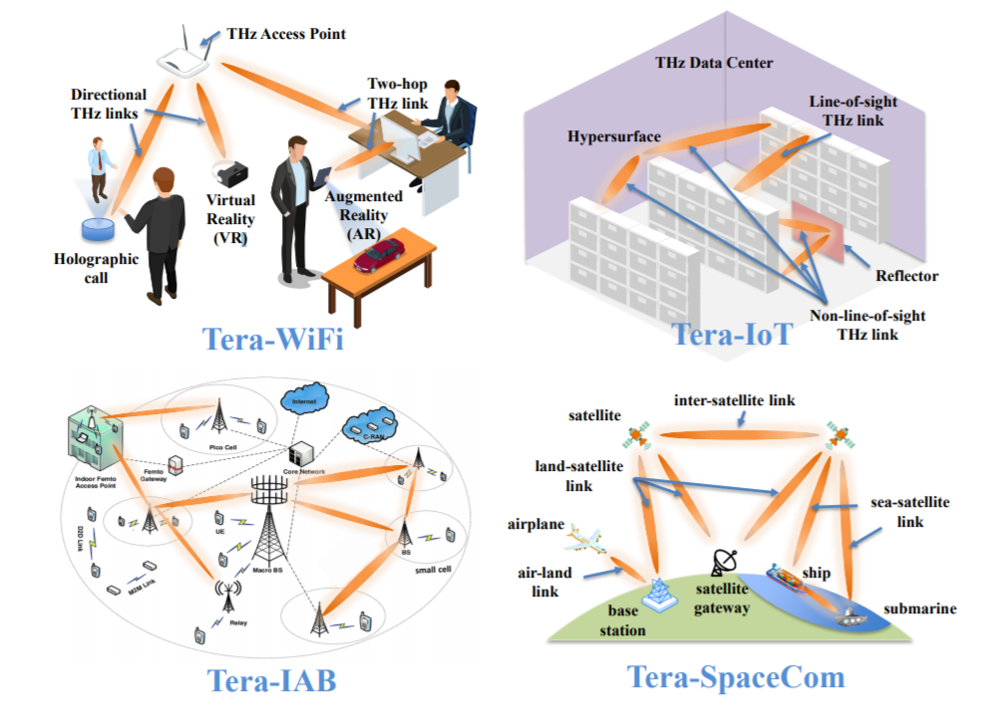 THz Access Point
Directional
THz links
Two-hop
THz link
Virtual
Reality
(VR)
Augmented
Reality
(AR)
Holographic
call
Tera-WiFi
THz Data Center
Line-of-sight
THz link
Hypersurface
Reflector
Non-line-of-sight
THz link
Tera-IoT
Internet
C-RAN
Pico Cell
Core Network
Indoor Femto
Access Point
Femto
Gateway
UE
Macro BS
BS
small cell
D2D Link
M2M Link
Relay
Tera-IAB
inter-satellite link
satellite
land-satellite
link
sea-satellite
link
airplane
air-land
link
base
station
satellite
gateway
ship
submarine
Tera-SpaceCom